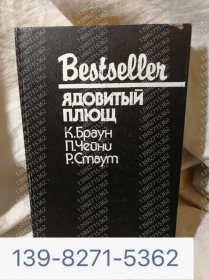 Bestseller
ЯДОВИТЫЙ
ПЛЮЩ
К.Браун
П.Чейни
Р.Стаут
139-8271-5362